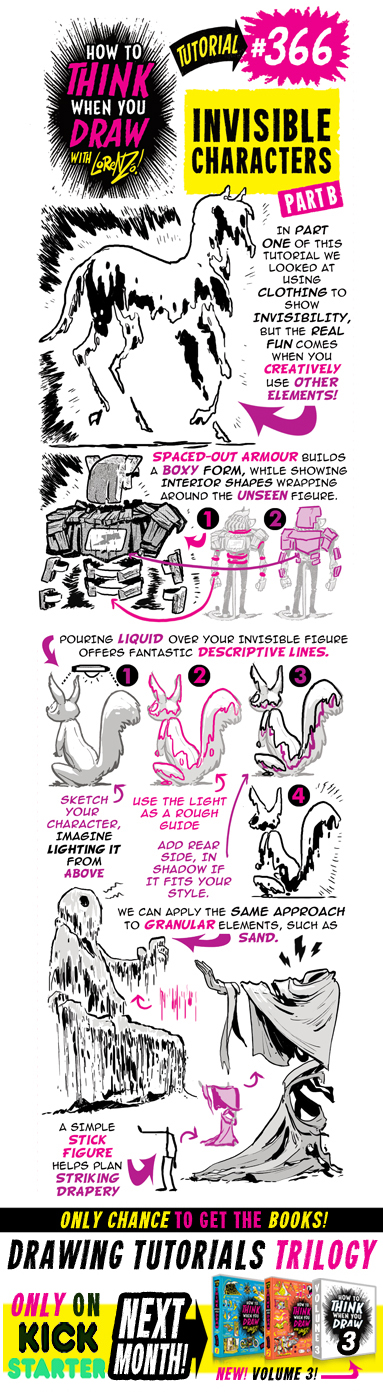 HOW TO
THINK
WHEN YOU
DRAW
WITH LORENZO!
TUTORIAL
#366
INVISIBLE
CHARACTERS
PART B
IN PART
ONE OF THIS
TUTORIAL WE
LOOKED AT
USING
CLOTHING TO
SHOW
INVISIBILITY,
BUT THE REAL
FUN COMES
WHEN YOU
CREATIVELY
USE OTHER
ELEMENTS!
SPACED-OUT ARMOUR BUILDS
A BOXY FORM, WHILE SHOWING
INTERIOR SHAPES WRAPPING
AROUND THE UNSEEN FIGURE.
1
2
POURING LIQUID OVER YOUR INVISIBLE FIGURE
OFFERS FANTASTIC DESCRIPTIVE LINES.
1
2
3
4
SKETCH
YOUR
CHARACTER,
IMAGINE
LIGHTING IT
FROM
ABOVE
USE THE LIGHT
AS A ROUGH
GUIDE
ADD REAR
SIDE, IN
SHADOW IF
IT FITS YOUR
STYLE.
WE CAN APPLY THE SAME APPROACH
TO GRANULAR ELEMENTS, SUCH AS
SAND.
A SIMPLE
STICK
FIGURE
HELPS PLAN
STRIKING
DRAPERY
ONLY CHANCE TO GET THE BOOKS!
DRAWING TUTORIALS TRILOGY
ONLY ON
KICK
STARTER
NEXT
MONTH!
HOW TO
THINK
WHEN YOU
DRAW
HOW TO
THINK
WHEN YOU
DRAW
VOLUME 3
HOW TO
THINK
WHEN YOU
DRAW
3
NEW! VOLUME 3!